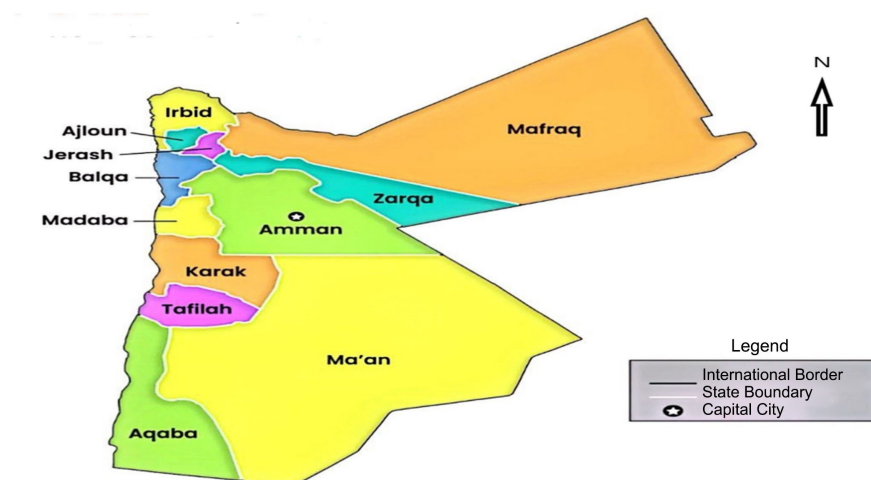 N
Irbid
Ajloun
Mafraq
Jerash
Balqa
Zarqa
Madaba
Amman
Karak
Tafilah
Ma'an
Aqaba
Legend
International Border
State Boundary
Capital City